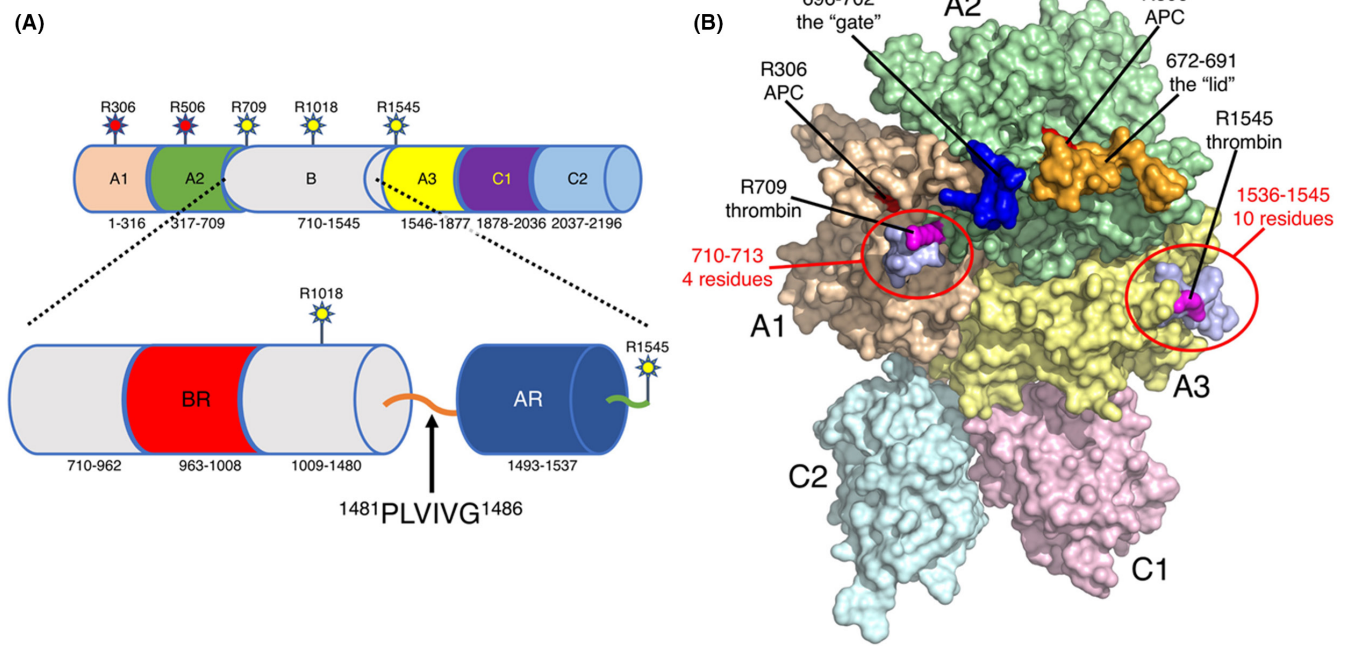 (A)
R306 R506 R709 R1018 R1545
A1 A2 B A3 C1 C2
1-316 317-709 710-1545 1546-1877 1878-2036 2037-2196
R1018
R1545
BR AR
710-962 963-1008 1009-1480 1493-1537
1481PLVIVG1486
(B)
A2
the “gate”
APC
R306
APC
672-691
the “lid”
R1545
thrombin
R709
thrombin
1536-1545
10 residues
710-713
4 residues
A1
A3
C2
C1